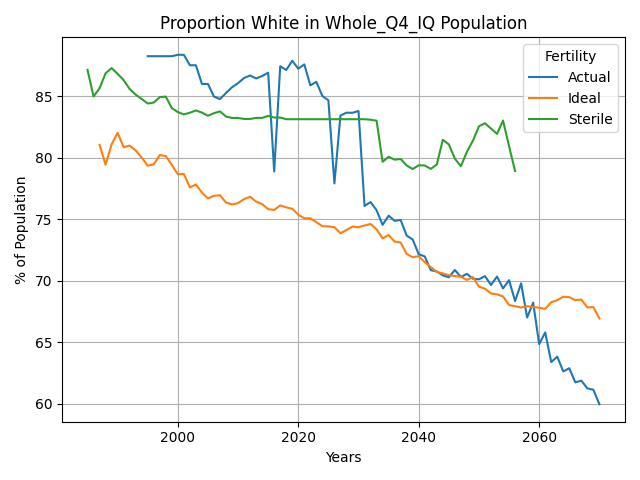 Proportion White in Whole_Q4_IQ Population
% of Population
85
80
75
70
65
60
2000
2020
2040
2060
Years
Fertility
Actual
Ideal
Sterile